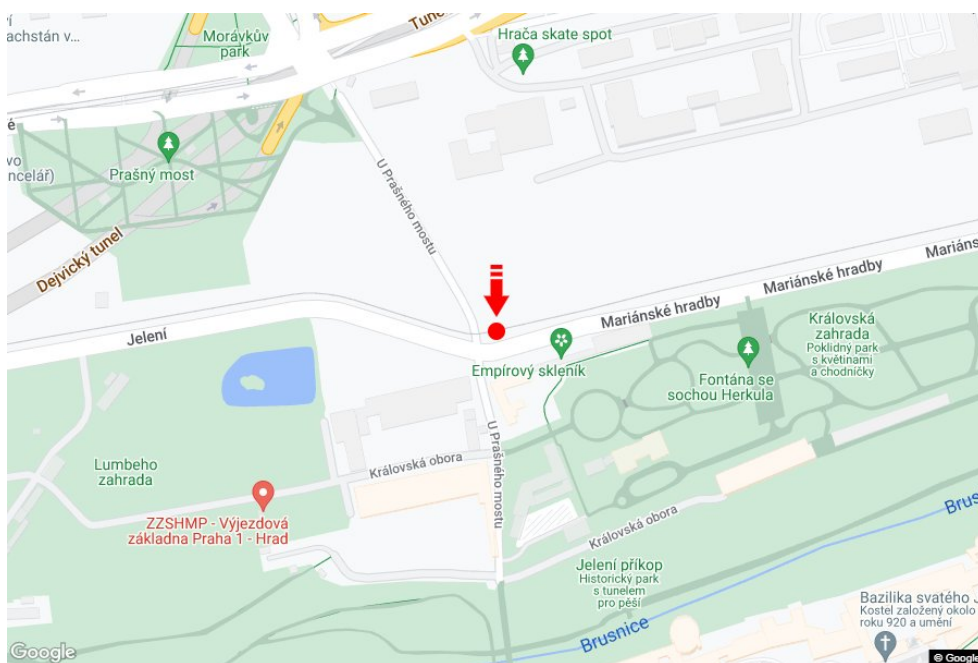 achstán v...
Morávkův
park
Hrača skate spot
Prašný most
ncelář)
U Prašného mostu
Dejvický tunel
Mariánské hradby
Mariánské hradby
Jelení
Královská
zahrada
Poklidný park
s květinami
a chodníčky
Empírový skleník
Fontána se
sochou Herkula
U Prašného mostu
Královská obora
Lumbeho
zahrada
ZZSHMP - Výjezdová
základna Praha 1 - Hrad
Královská obora
Jelení příkop
Historický park
s tunelem
pro pěší
Brusnice
Bazilika svatého J
Kostel založený okolo
roku 920 a umění
Google
© Google